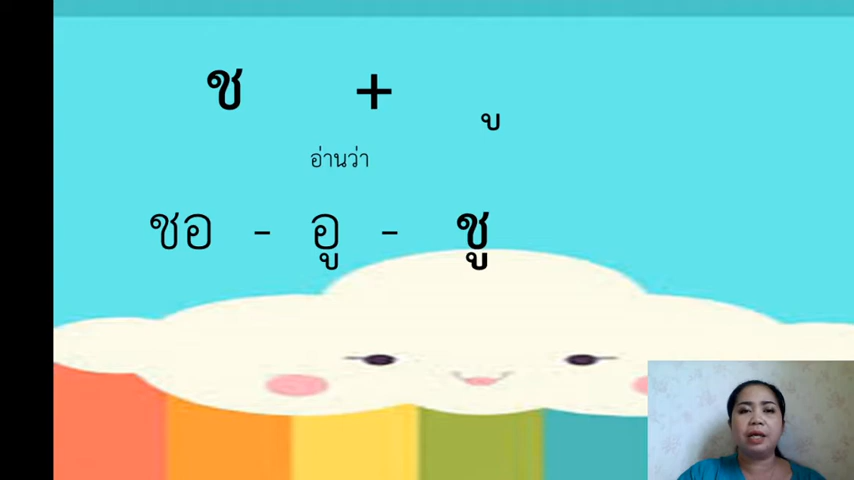 ช + ู
อ่านว่า
ชอ - อู - ชู